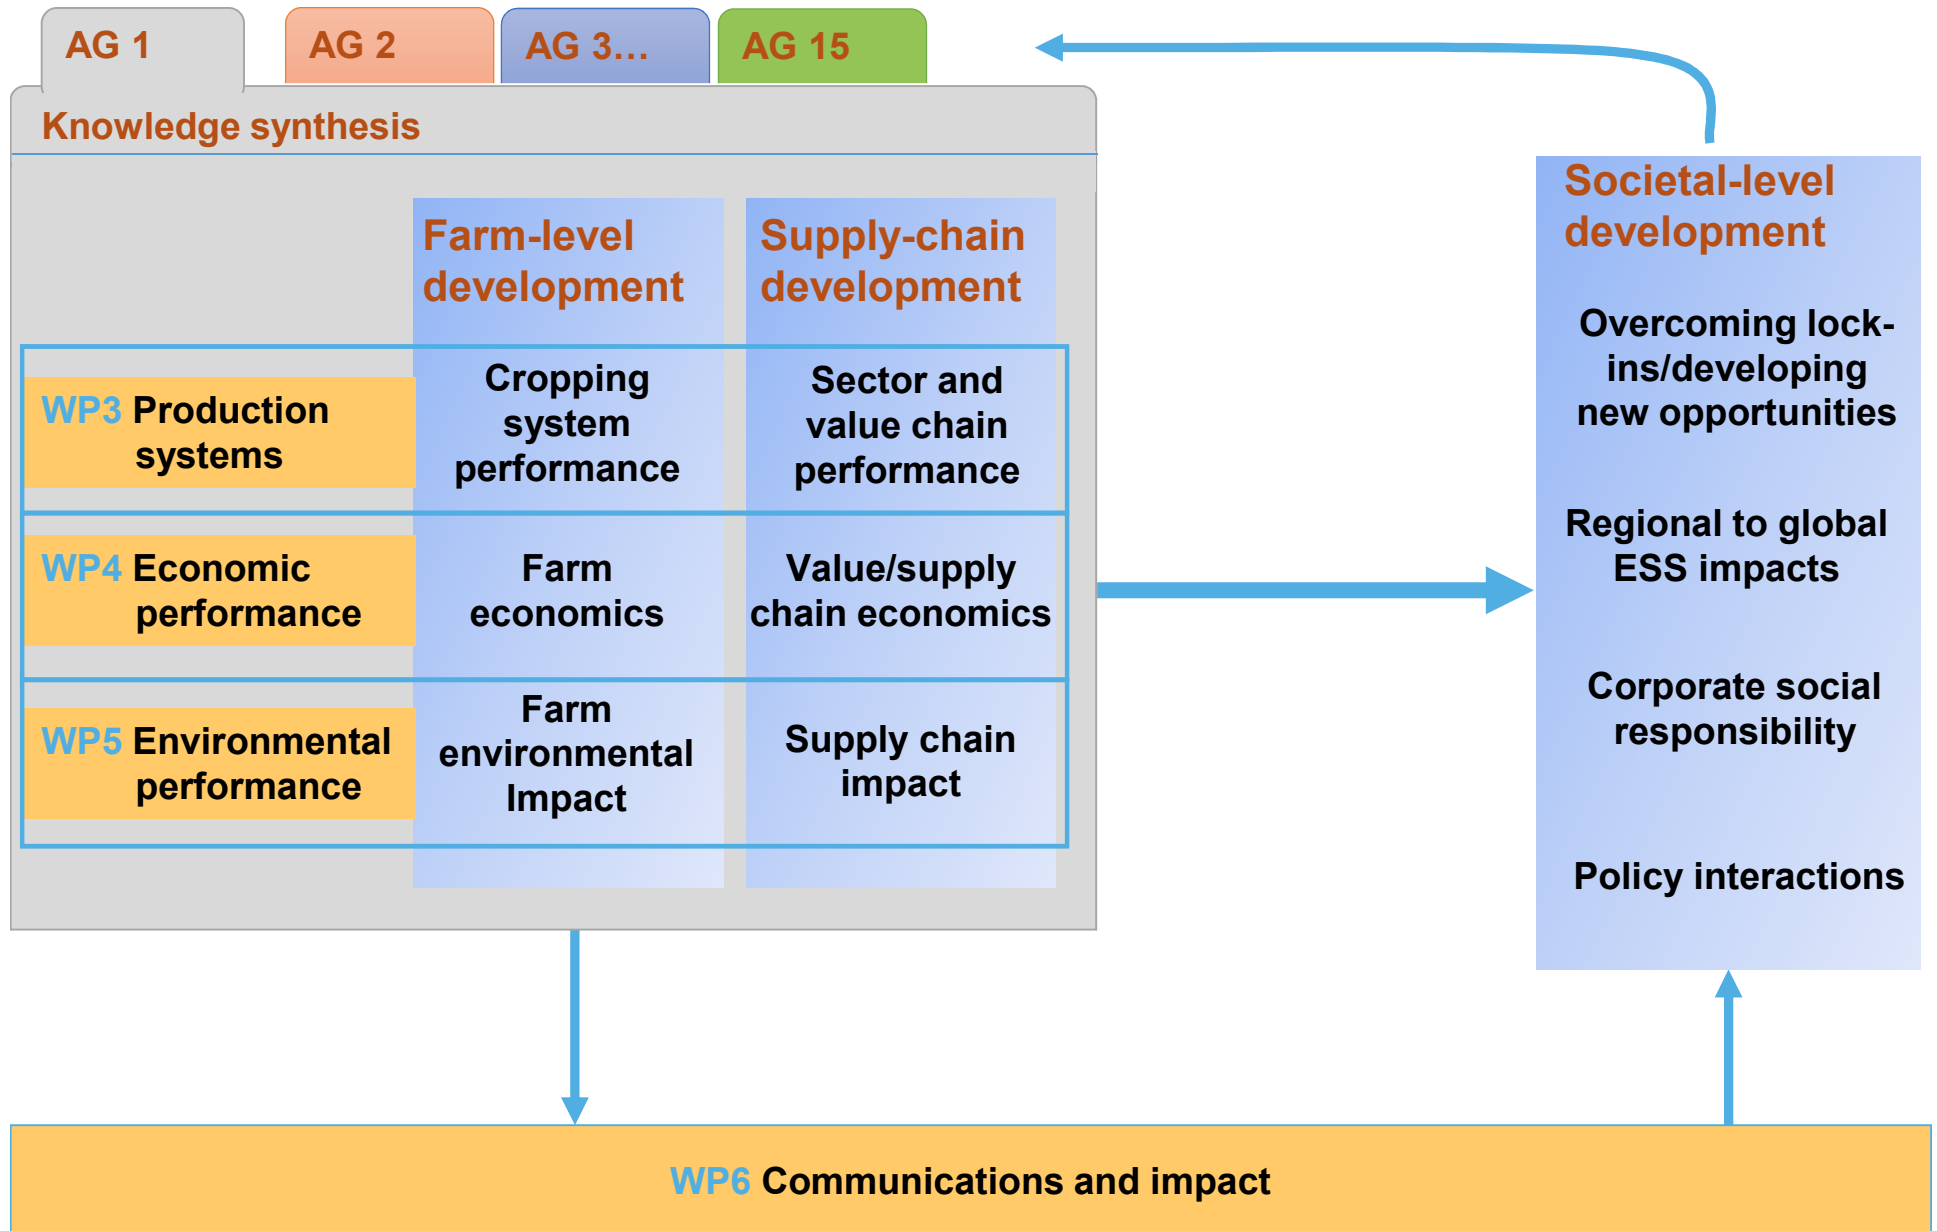 AG 1
AG 2
AG 3...
AG 15
Knowledge synthesis
Farm-level
development
Supply-chain
development
WP3 Production
systems
Cropping
system
performance
Sector and
value chain
performance
WP4 Economic
performance
Farm
economics
Value/supply
chain economics
WP5 Environmental
performance
Farm
environmental
Impact
Supply chain
impact
Societal-level
development
Overcoming lock-
ins/developing
new opportunities
Regional to global
ESS impacts
Corporate social
responsibility
Policy interactions
WP6 Communications and impact